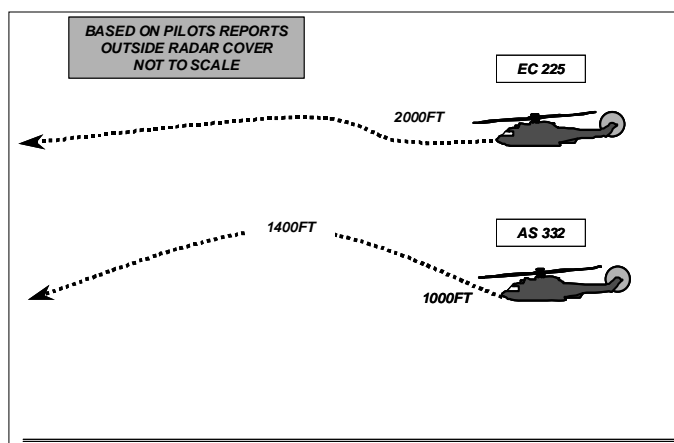 BASED ON PILOTS REPORTS
OUTSIDE RADAR COVER
NOT TO SCALE
EC 225
2000FT
1400FT
AS 332
1000FT